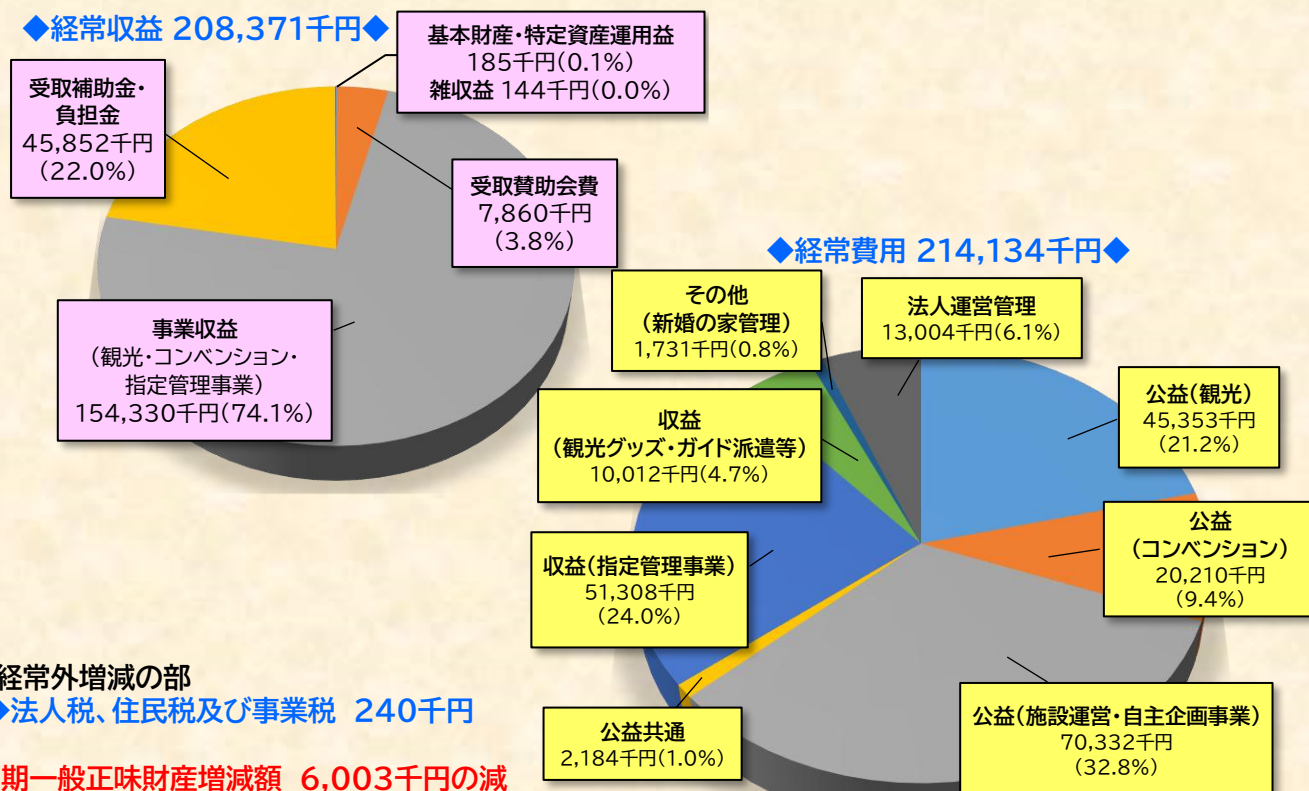 ◆経常収益 208,371千円◆
基本財産・特定資産運用益
185千円(0.1%)
雑収益 144千円(0.0%)
受取補助金・
負担金
45,852千円
(22.0%)
受取賛助会費
7,860千円
(3.8%)
事業収益
(観光・コンベンション・
指定管理事業)
154,330千円(74.1%)
◆経常費用 214,134千円◆
その他
(新婚の家管理)
1,731千円(0.8%)
法人運営管理
13,004千円(6.1%)
公益(観光)
45,353千円
(21.2%)
収益
(観光グッズ・ガイド派遣等)
10,012千円(4.7%)
公益
(コンベンション)
20,210千円
(9.4%)
収益(指定管理事業)
51,308千円
(24.0%)
公益共通
2,184千円(1.0%)
公益(施設運営・自主企画事業)
70,332千円
(32.8%)
経常外増減の部
◆法人税、住民税及び事業税 240千円
期一般正味財産増減額 6,003千円の減